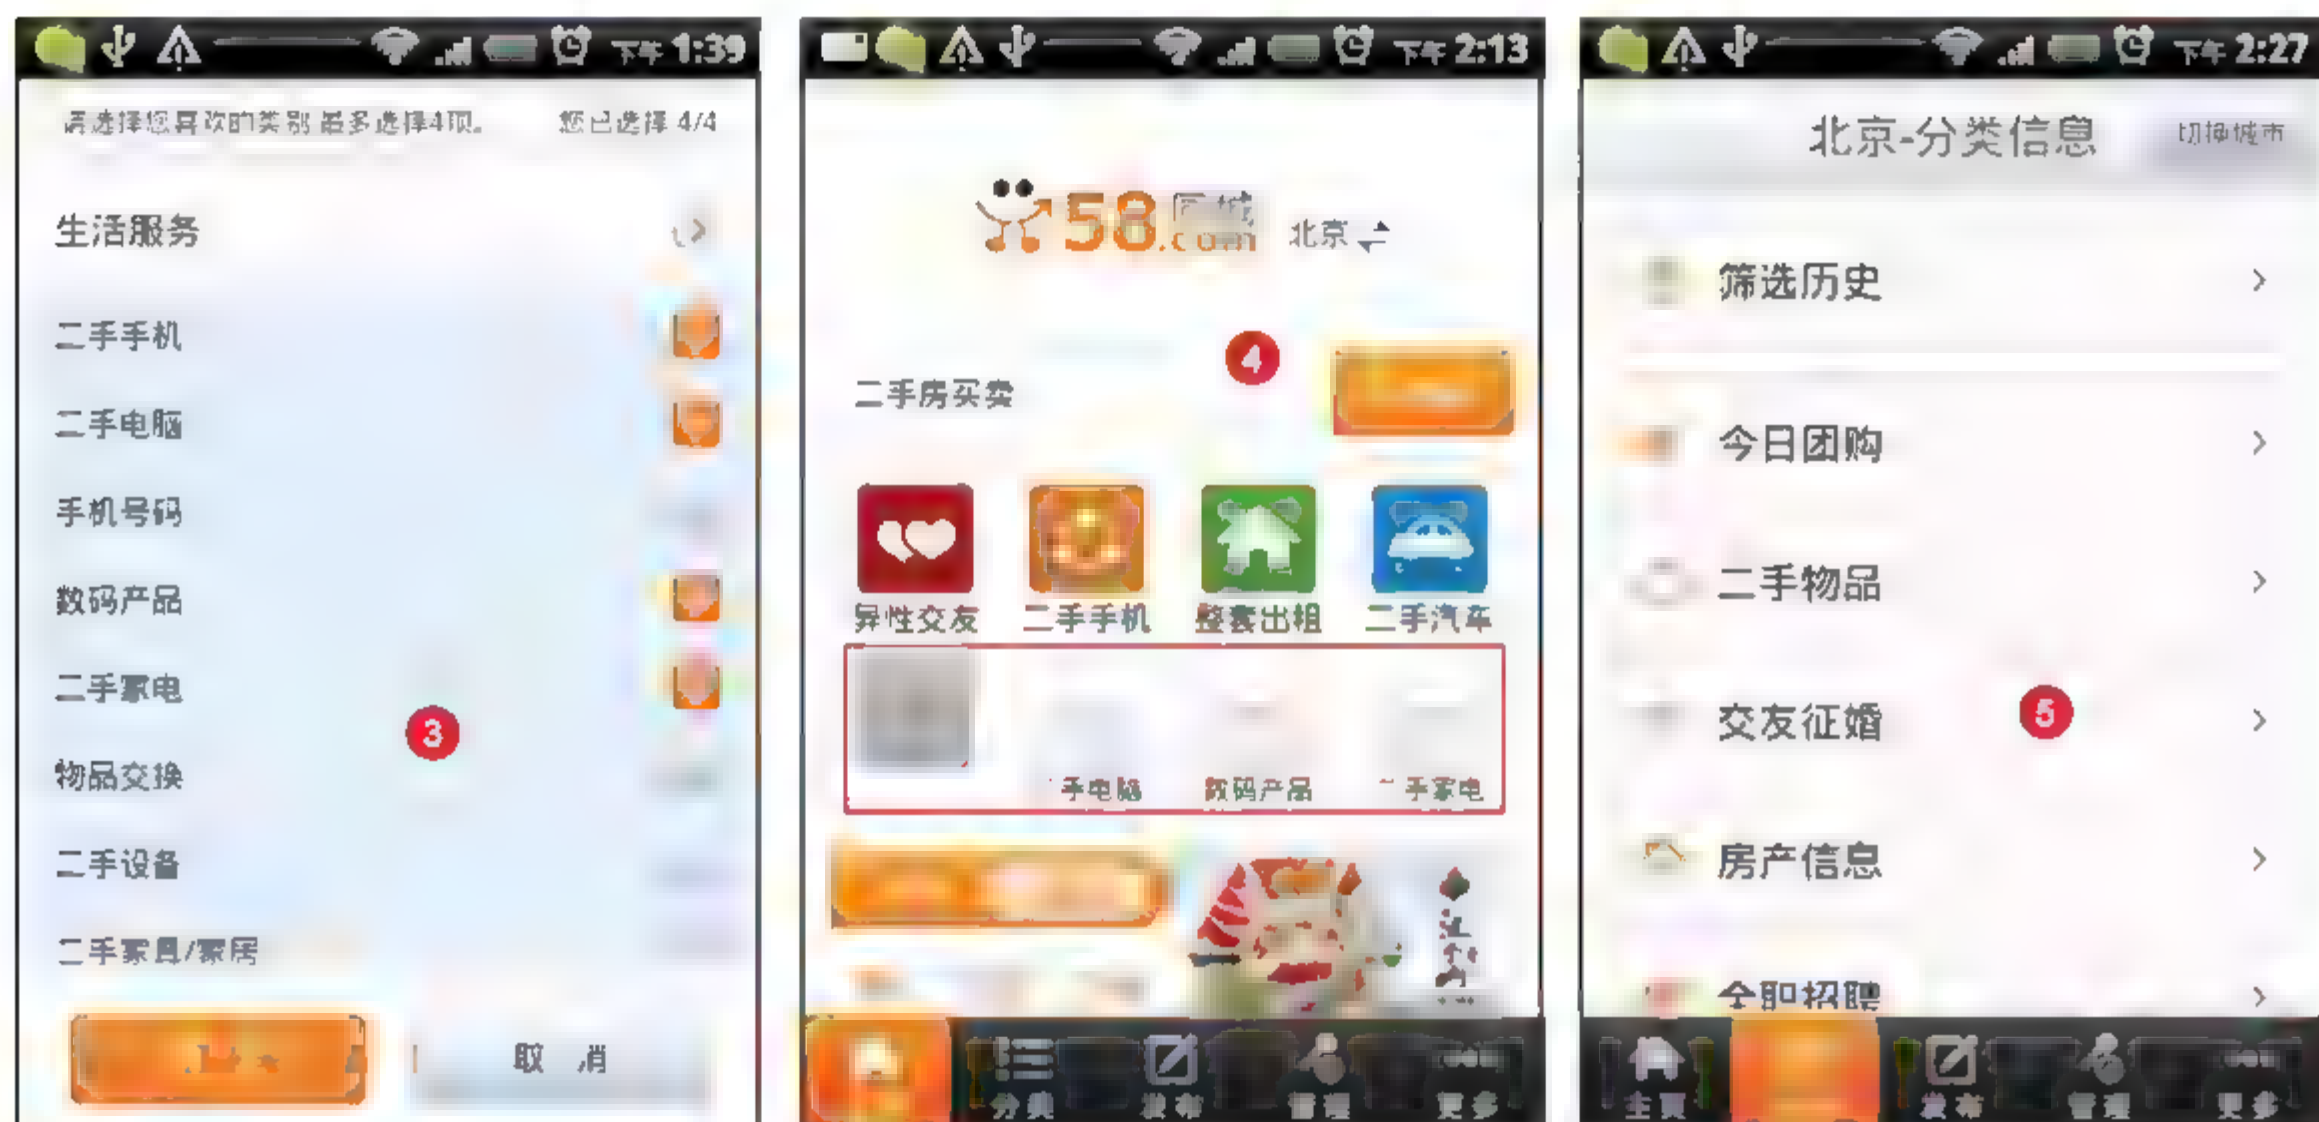 下午 1:39
请选择您喜欢的类别 最多选择4项。 您已选择 4/4
生活服务
二手手机
二手电脑
手机号码
数码产品
二手家电
3
物品交换
二手设备
二手家具/家居
取 消
下午 2:13
58同城
.com 北京
4
二手房买卖
异性交友 二手手机 整套出租 二手汽车
手电脑 数码产品 二手家电
分类 发布 管理 更多
下午 2:27
北京-分类信息 切换城市
筛选历史
今日团购
二手物品
交友征婚
5
房产信息
全职招聘
主页 发布 管理 更多